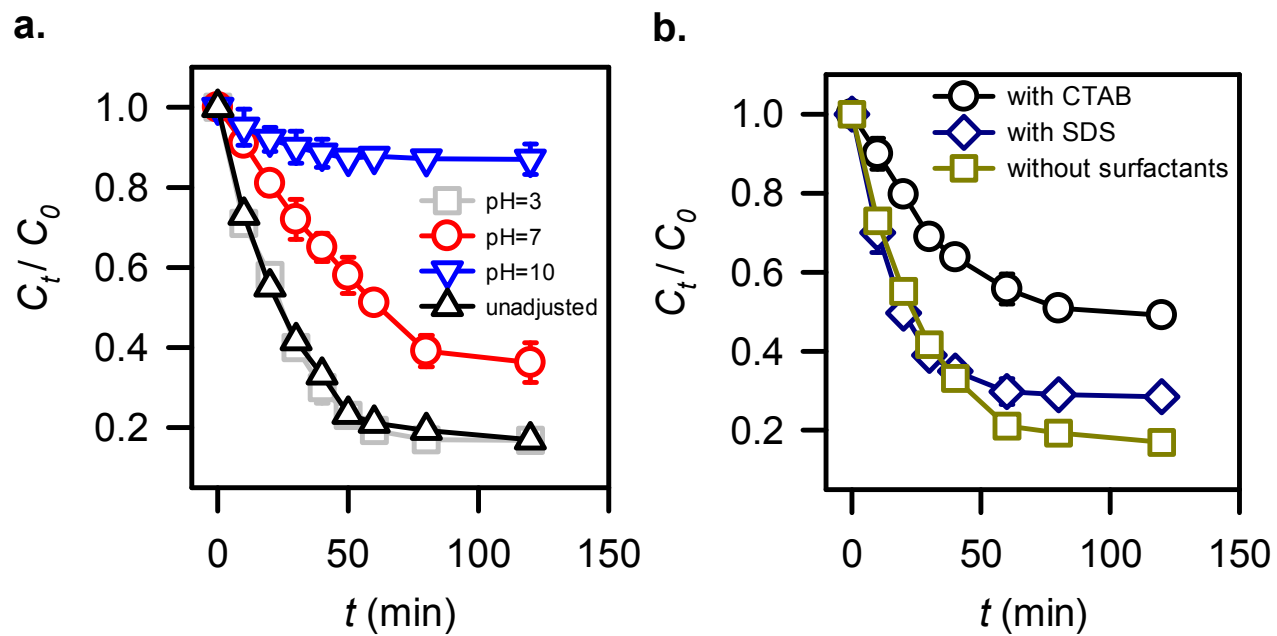 a.
C_t / C_0
1.0
0.8
0.6
0.4
0.2
pH=3
pH=7
pH=10
unadjusted
0 50 100 150
t (min)
b.
C_t / C_0
1.0
0.8
0.6
0.4
0.2
with CTAB
with SDS
without surfactants
0 50 100 150
t (min)